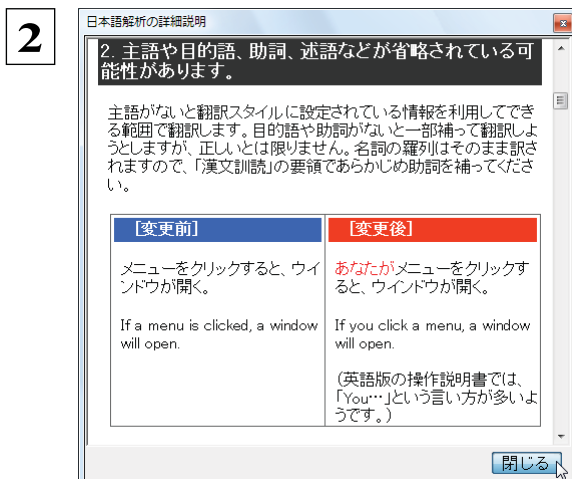 2
日本語解析の詳細説明
2. 主語や目的語、助詞、述語などが省略されている可
能性があります。
主語がないと翻訳スタイルに設定されている情報を利用してでき
る範囲で翻訳します。目的語や助詞がないと一部補って翻訳しよ
うとしますが、正しいとは限りません。名詞の羅列はそのまま訳さ
れますので、「漢文訓読」の要領であらかじめ助詞を補ってくださ
い。
[変更前]
メニューをクリックすると、ウイ
ンドウが開く。
If a menu is clicked, a window
will open.
[変更後]
あなたがメニューをクリックす
ると、ウインドウが開く。
If you click a menu, a window
will open.
(英語版の操作説明書では、
「You…」という言い方が多いよ
うです。)
閉じる